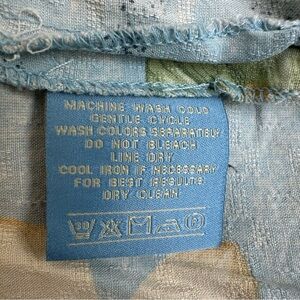 MACHINE WASH COLD
GENTLE CYCLE
WASH COLORS SEPARATELY
DO NOT BLEACH
LINE DRY
COOL IRON IF NECESSARY
FOR BEST RESULTS
DRY CLEAN